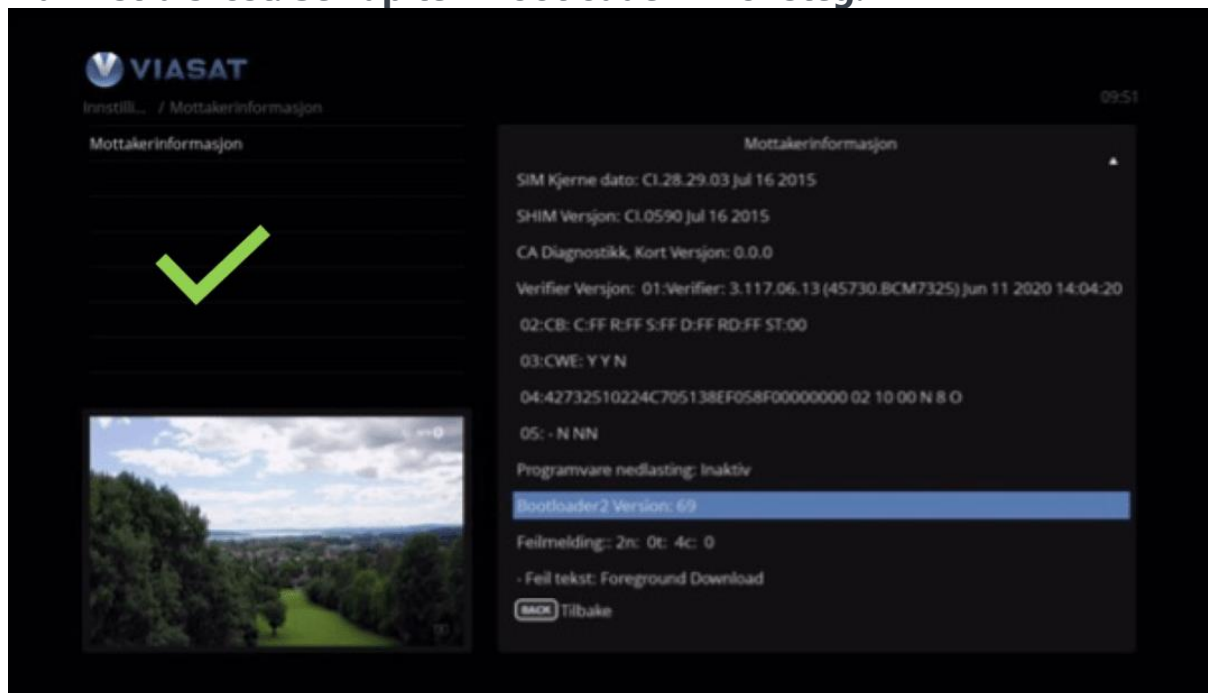 VIASAT
Innstilli... / Mottakerinformasjon
09:51
Mottakerinformasjon
Mottakerinformasjon
SIM Kjerne dato: CI.28.29.03 Jul 16 2015
SHIM Versjon: CI.0590 Jul 16 2015
CA Diagnostikk, Kort Versjon: 0.0.0
Verifier Versjon: 01:Verifier: 3.117.06.13 (45730.BCM7325) Jun 11 2020 14:04:20
02:CB: C:FF R:FF S:FF D:FF RD:FF ST:00
03:CWE: Y Y N
04:42732510224C705138EF058F00000000 02 10 00 N 8 O
05: - N NN
Programvare nedlasting: Inaktiv
Bootloader2 Version: 69
Feilmelding:: 2n: 0t: 4c: 0
- Feil tekst: Foreground Download
BACK Tilbake